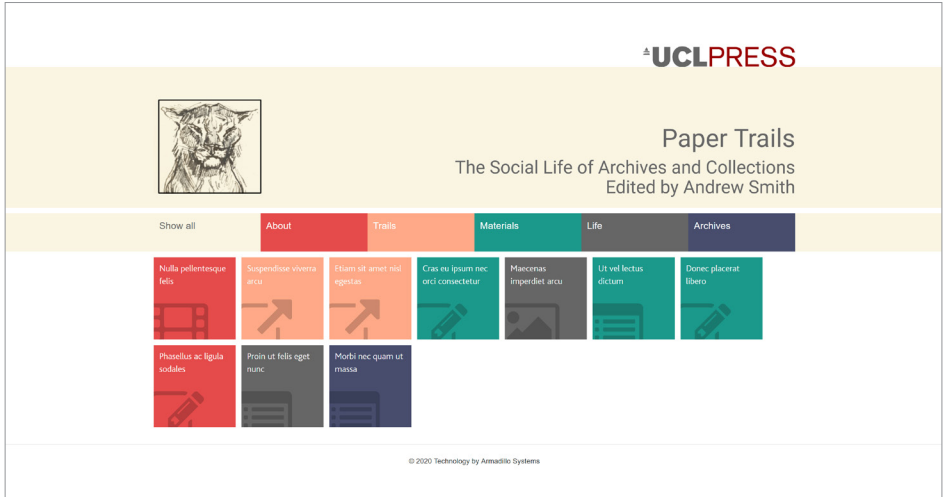 UCLPRESS
Paper Trails
The Social Life of Archives and Collections
Edited by Andrew Smith
Show all
About
Trails
Materials
Life
Archives
Nulla pellentesque
felis
Suspendisse viverra
arcu
Etiam sit amet nisl
egestas
Cras eu ipsum nec
orci consectetur
Maecenas
imperdiet arcu
Ut vel lectus
dictum
Donec placerat
libero
Phasellus ac ligula
sodales
Proin ut felis eget
nunc
Morbi nec quam ut
massa
© 2020 Technology by Armadillo Systems